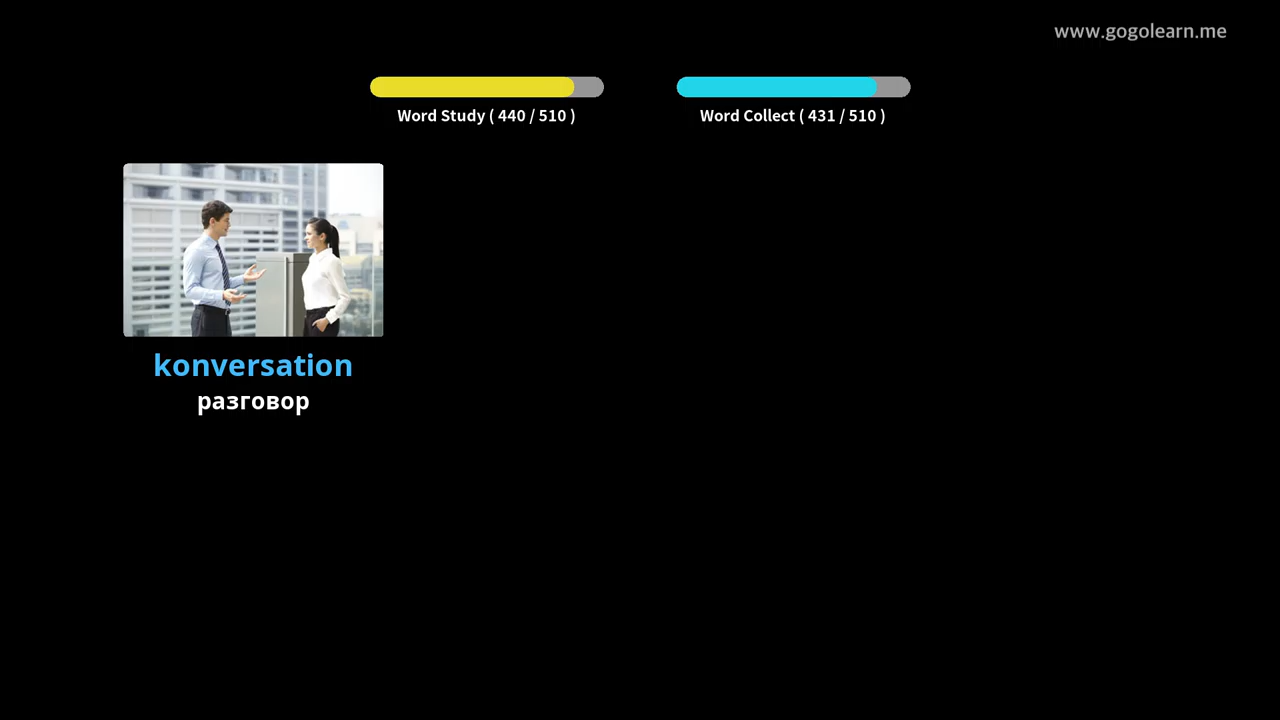 www.gogolearn.me
Word Study ( 440 / 510 )
Word Collect ( 431 / 510 )
konversation
разговор